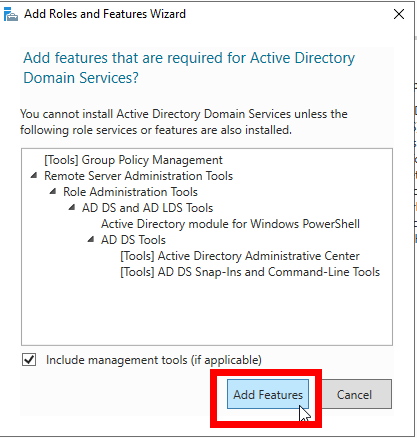 Add Roles and Features Wizard
Add features that are required for Active Directory
Domain Services?
You cannot install Active Directory Domain Services unless the
following role services or features are also installed.
[Tools] Group Policy Management
Remote Server Administration Tools
Role Administration Tools
AD DS and AD LDS Tools
Active Directory module for Windows PowerShell
AD DS Tools
[Tools] Active Directory Administrative Center
[Tools] AD DS Snap-Ins and Command-Line Tools
Include management tools (if applicable)
Add Features
Cancel